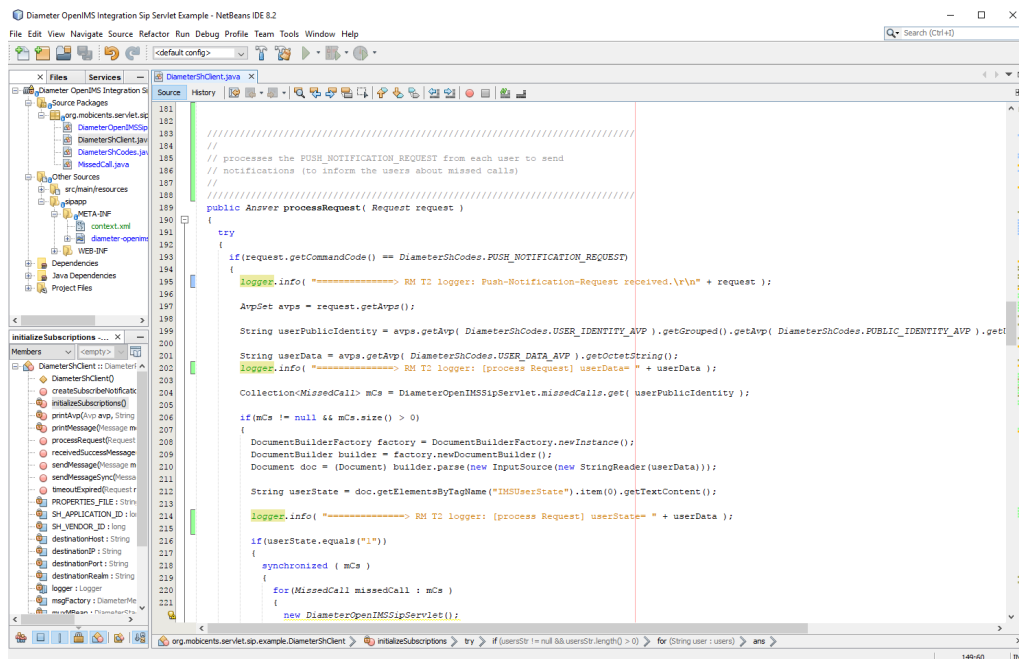 Diameter OpenIMS Integration Sip Servlet Example - NetBeans IDE 8.2
File Edit View Navigate Source Refactor Run Debug Profile Team Tools Window Help
Search (Ctrl+I)
<default config>
Files Services
DiameterShClient.java
Source History
Diameter OpenIMS Integration Si
Source Packages
org.mobicents.servlet.sip
DiameterOpenIMSSip
DiameterShClient.jav
DiameterShCodes.jav
MissedCall.java
Other Sources
src/main/resources
sipapp
META-INF
context.xml
diameter-openims
WEB-INF
Dependencies
Java Dependencies
Project Files
initializeSubscriptions -...
Members <empty>
DiameterShClient :: DiameterF
DiameterShClient()
createSubscribeNotificatio
initializeSubscriptions()
printAvp(Avp avp, String
printMessage(Message m
processRequest(Request
receivedSuccessMessage
sendMessage(Message m
sendMessageSync(Messa
timeoutExpired(Request r
PROPERTIES_FILE : Strin
SH_APPLICATION_ID : lo
SH_VENDOR_ID : long
destinationHost : String
destinationIP : String
destinationPort : String
destinationRealm : String
logger : Logger
msgFactory : DiameterMe
muxMBean : DiameterSta
181
182
183 //////////////////////////////////////////////////////////////////////////////
184 //
185 // processes the PUSH_NOTIFICATION_REQUEST from each user to send
186 // notifications (to inform the users about missed calls)
187 //
188 //////////////////////////////////////////////////////////////////////////////
189 public Answer processRequest( Request request )
190 {
191 try
192 {
193 if(request.getCommandCode() == DiameterShCodes.PUSH_NOTIFICATION_REQUEST)
194 {
195 logger.info( "==============> RM T2 logger: Push-Notification-Request received.\r\n" + request );
196
197 AvpSet avps = request.getAvps();
198
199 String userPublicIdentity = avps.getAvp( DiameterShCodes.USER_IDENTITY_AVP ).getGrouped().getAvp( DiameterShCodes.PUBLIC_IDENTITY_AVP ).getU
200
201 String userData = avps.getAvp( DiameterShCodes.USER_DATA_AVP ).getOctetString();
202 logger.info( "==============> RM T2 logger: [process Request] userData= " + userData );
203
204 Collection<MissedCall> mCs = DiameterOpenIMSSipServlet.missedCalls.get( userPublicIdentity );
205
206 if(mCs != null && mCs.size() > 0)
207 {
208 DocumentBuilderFactory factory = DocumentBuilderFactory.newInstance();
209 DocumentBuilder builder = factory.newDocumentBuilder();
210 Document doc = (Document) builder.parse(new InputSource(new StringReader(userData)));
211
212 String userState = doc.getElementsByTagName("IMSUserState").item(0).getTextContent();
213
214 logger.info( "==============> RM T2 logger: [process Request] userState= " + userData );
215
216 if(userState.equals("1"))
217 {
218 synchronized ( mCs )
219 {
220 for(MissedCall missedCall : mCs )
221 {
new DiameterOpenIMSSipServlet();
org.mobicents.servlet.sip.example.DiameterShClient initializeSubscriptions try if (usersStr != null && usersStr.length() > 0) for (String user : users) ans
149:60 IN